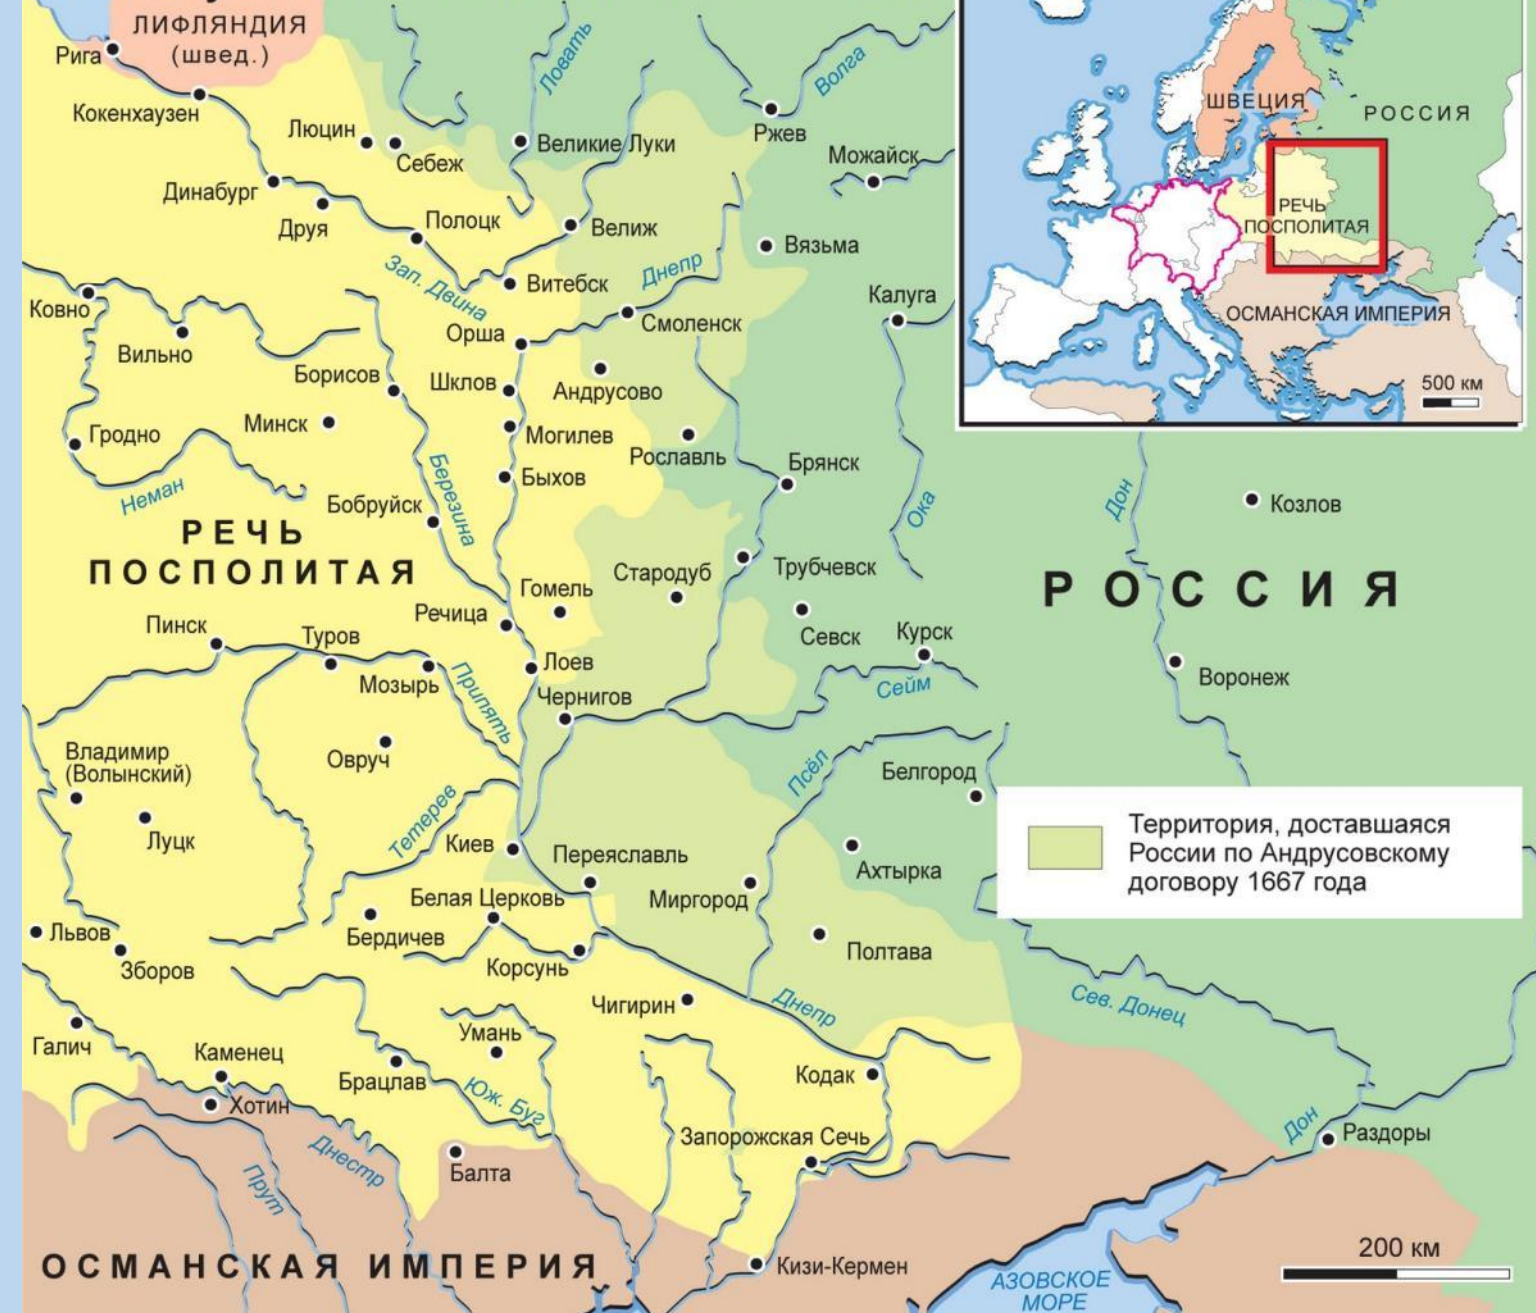 ЛИФЛЯНДИЯ
(швед.)
Рига
Кокенхаузен
Люцин
Себеж
Ловать
Великие Луки
Волга
Ржев
Можайск
Динабург
Друя
Полоцк
Велиж
Вязьма
Зап. Двина
Витебск
Днепр
Калуга
Ковно
Вильно
Орша
Смоленск
Борисов
Шклов
Андрусово
Минск
Гродно
Могилев
Рославль
Брянск
Неман
Березина
Быхов
Бобруйск
Ока
Дон
Козлов
РЕЧЬ
ПОСПОЛИТАЯ
Гомель
Стародуб
Трубчевск
РОССИЯ
Речица
Пинск
Туров
Севск
Курск
Мозырь
Припять
Лоев
Чернигов
Сейм
Воронеж
Владимир
(Волынский)
Овруч
Псёл
Белгород
Луцк
Тетерев
Киев
Переяславль
Миргород
Ахтырка
Белая Церковь
Бердичев
Львов
Зборов
Корсунь
Полтава
Чигирин
Днепр
Сев. Донец
Галич
Каменец
Умань
Брацлав
Юж. Буг
Кодак
Хотин
Днестр
Прут
Балта
Запорожская Сечь
Дон
Раздоры
ОСМАНСКАЯ ИМПЕРИЯ
Кизи-Кермен
АЗОВСКОЕ
МОРЕ
200 км
ШВЕЦИЯ
РОССИЯ
РЕЧЬ
ПОСПОЛИТАЯ
ОСМАНСКАЯ ИМПЕРИЯ
500 км
Территория, доставшаяся
России по Андрусовскому
договору 1667 года